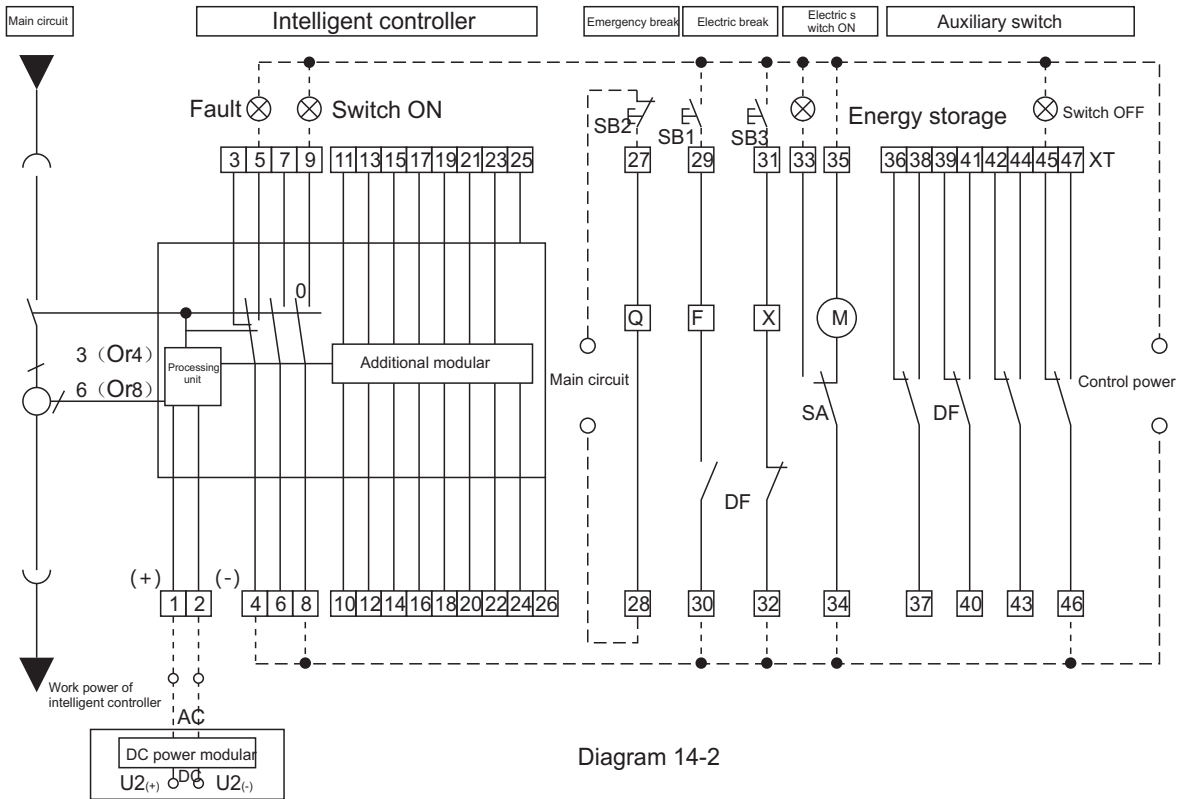 Main circuit
Intelligent controller
Emergency break
Electric break
Electric s
witch ON
Auxiliary switch
Fault
Switch ON
SB2
SB1
SB3
Energy storage
Switch OFF
3 5 7 9 11 13 15 17 19 21 23 25 27 29 31 33 35 36 38 39 41 42 44 45 47 XT
0
Q F X M
3（Or4）
Processing
unit
Additional modular
6（Or8）
Main circuit
Control power
SA
DF
DF
(+) (-)
1 2 4 6 8 10 12 14 16 18 20 22 24 26 28 30 32 34 37 40 43 46
Work power of
intelligent controller
AC
DC power modular
DC
U2(+) U2(-)
Diagram 14-2